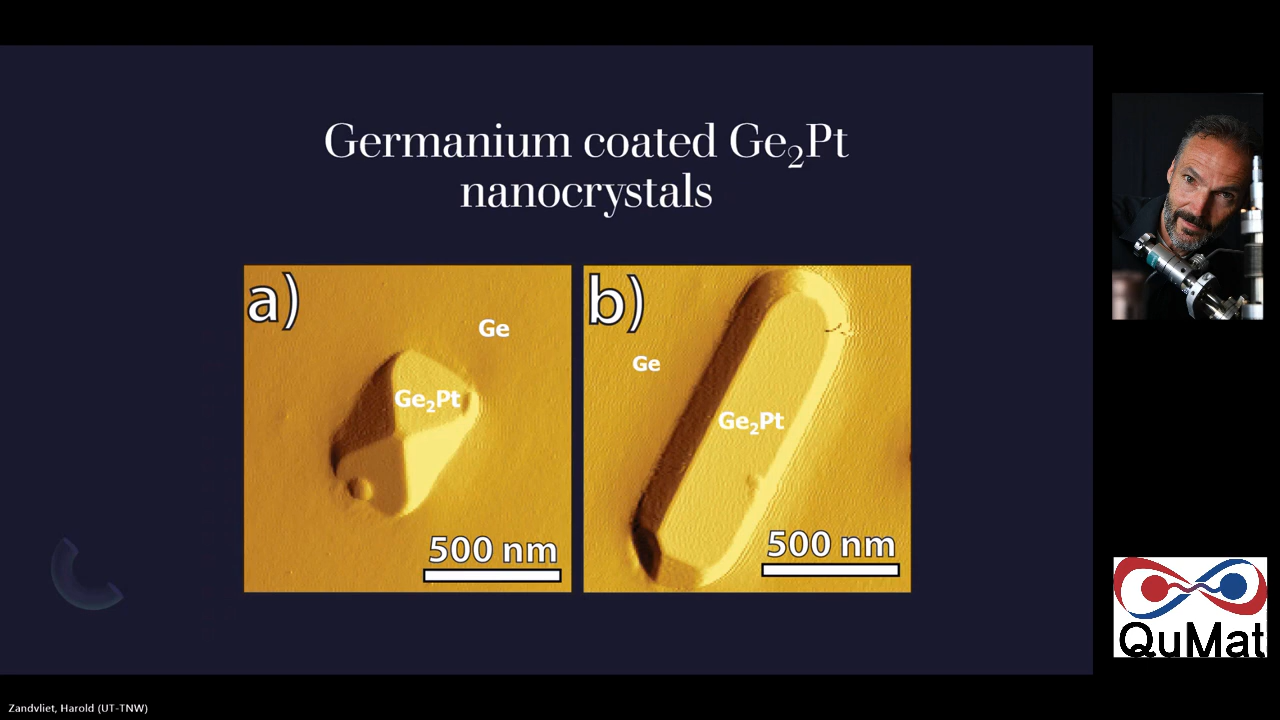 Germanium coated Ge₂Pt
nanocrystals
a)
Ge
Ge₂Pt
500 nm
b)
Ge
Ge₂Pt
500 nm
QuMat
Zandvliet, Harold (UT-TNW)